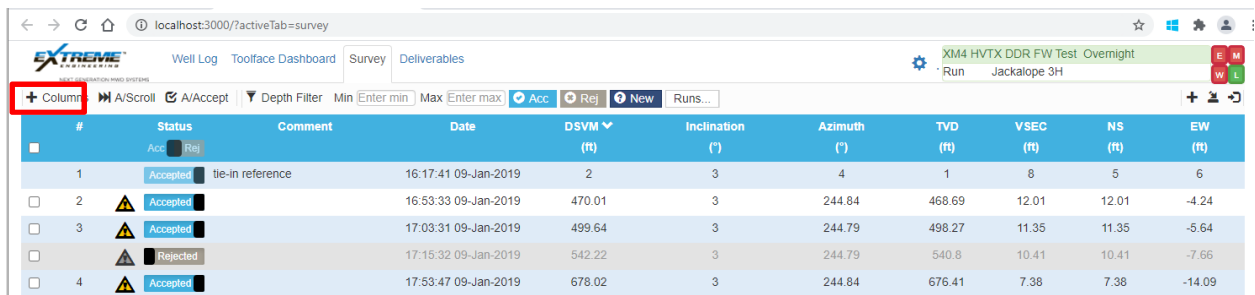 localhost:3000/?activeTab=survey
EXTREME
ENGINEERING
NEXT GENERATION MWD SYSTEMS
Well Log Toolface Dashboard Survey Deliverables
XM4 HVTX DDR FW Test Overnight
Run Jackalope 3H
E M
W L
+ Columns A/Scroll A/Accept Depth Filter Min Enter min Max Enter max Acc Rej New Runs...
# Status Comment Date DSVM Inclination Azimuth TVD VSEC NS EW
Acc Rej (ft) (°) (°) (ft) (ft) (ft) (ft)
1 Accepted tie-in reference 16:17:41 09-Jan-2019 2 3 4 1 8 5 6
2 Accepted 16:53:33 09-Jan-2019 470.01 3 244.84 468.69 12.01 12.01 -4.24
3 Accepted 17:03:31 09-Jan-2019 499.64 3 244.79 498.27 11.35 11.35 -5.64
Rejected 17:15:32 09-Jan-2019 542.22 3 244.79 540.8 10.41 10.41 -7.66
4 Accepted 17:53:47 09-Jan-2019 678.02 3 244.84 676.41 7.38 7.38 -14.09